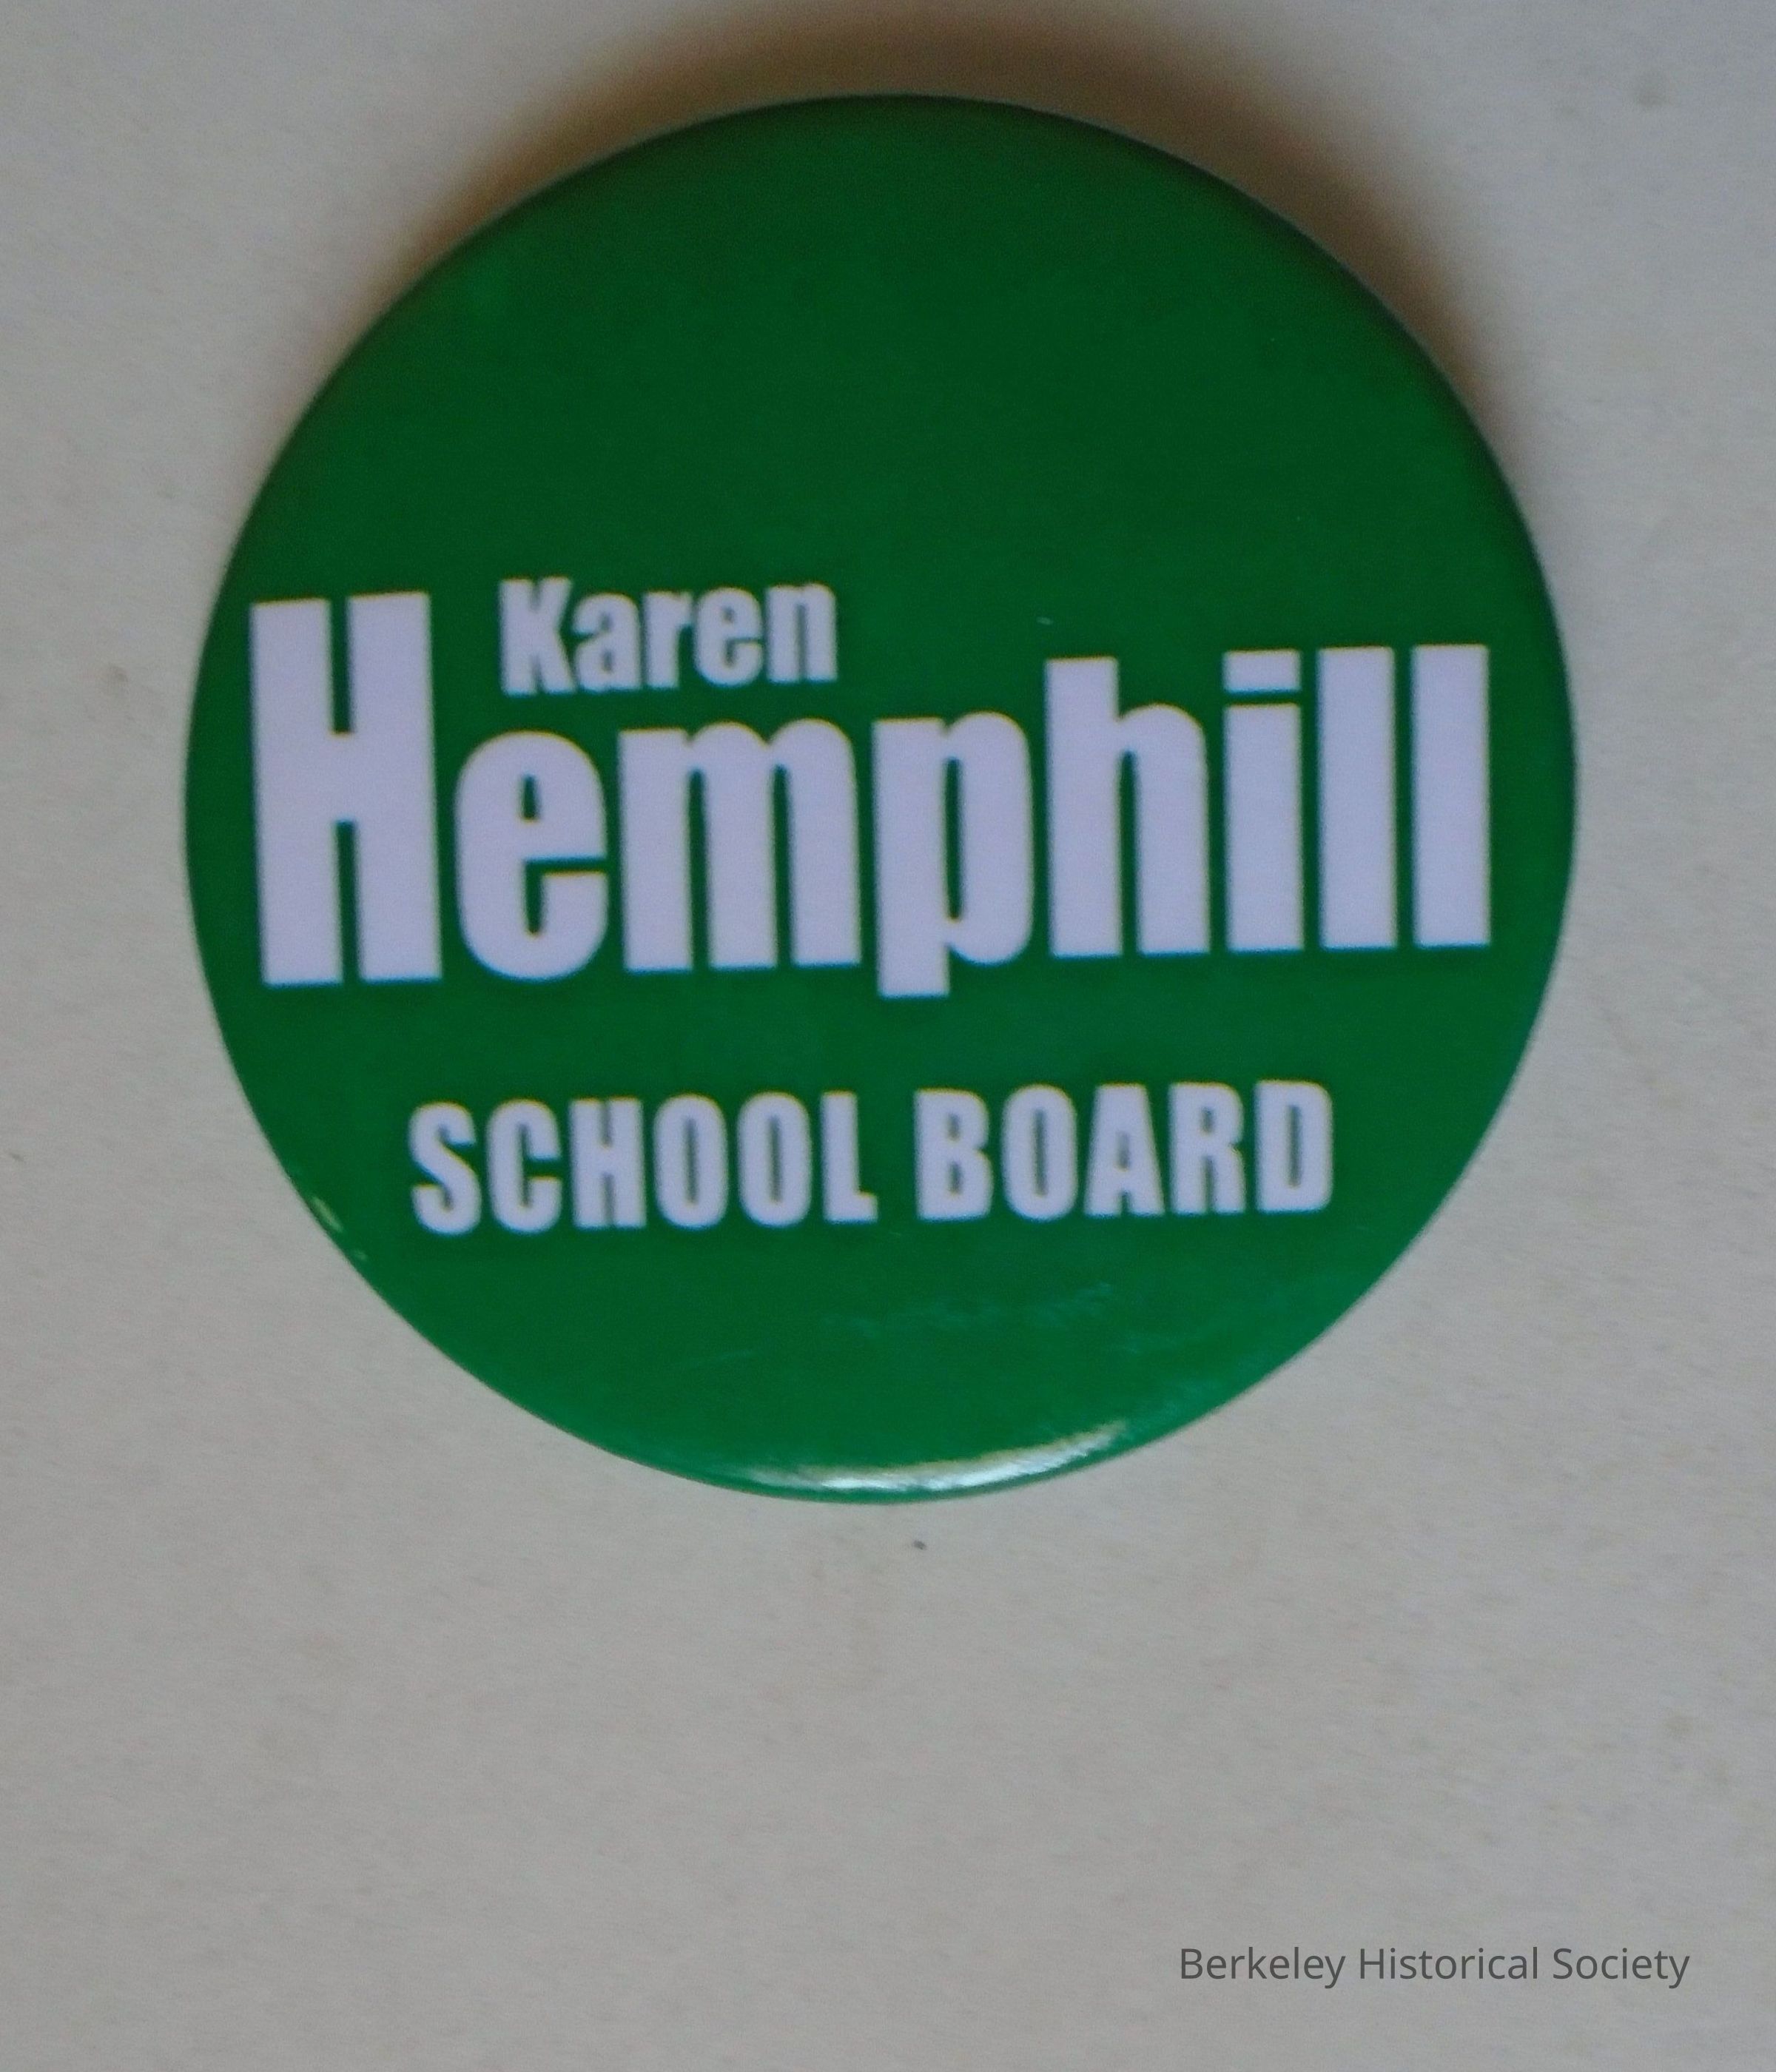 Karen
Hemphill
SCHOOL BOARD
Berkeley Historical Society